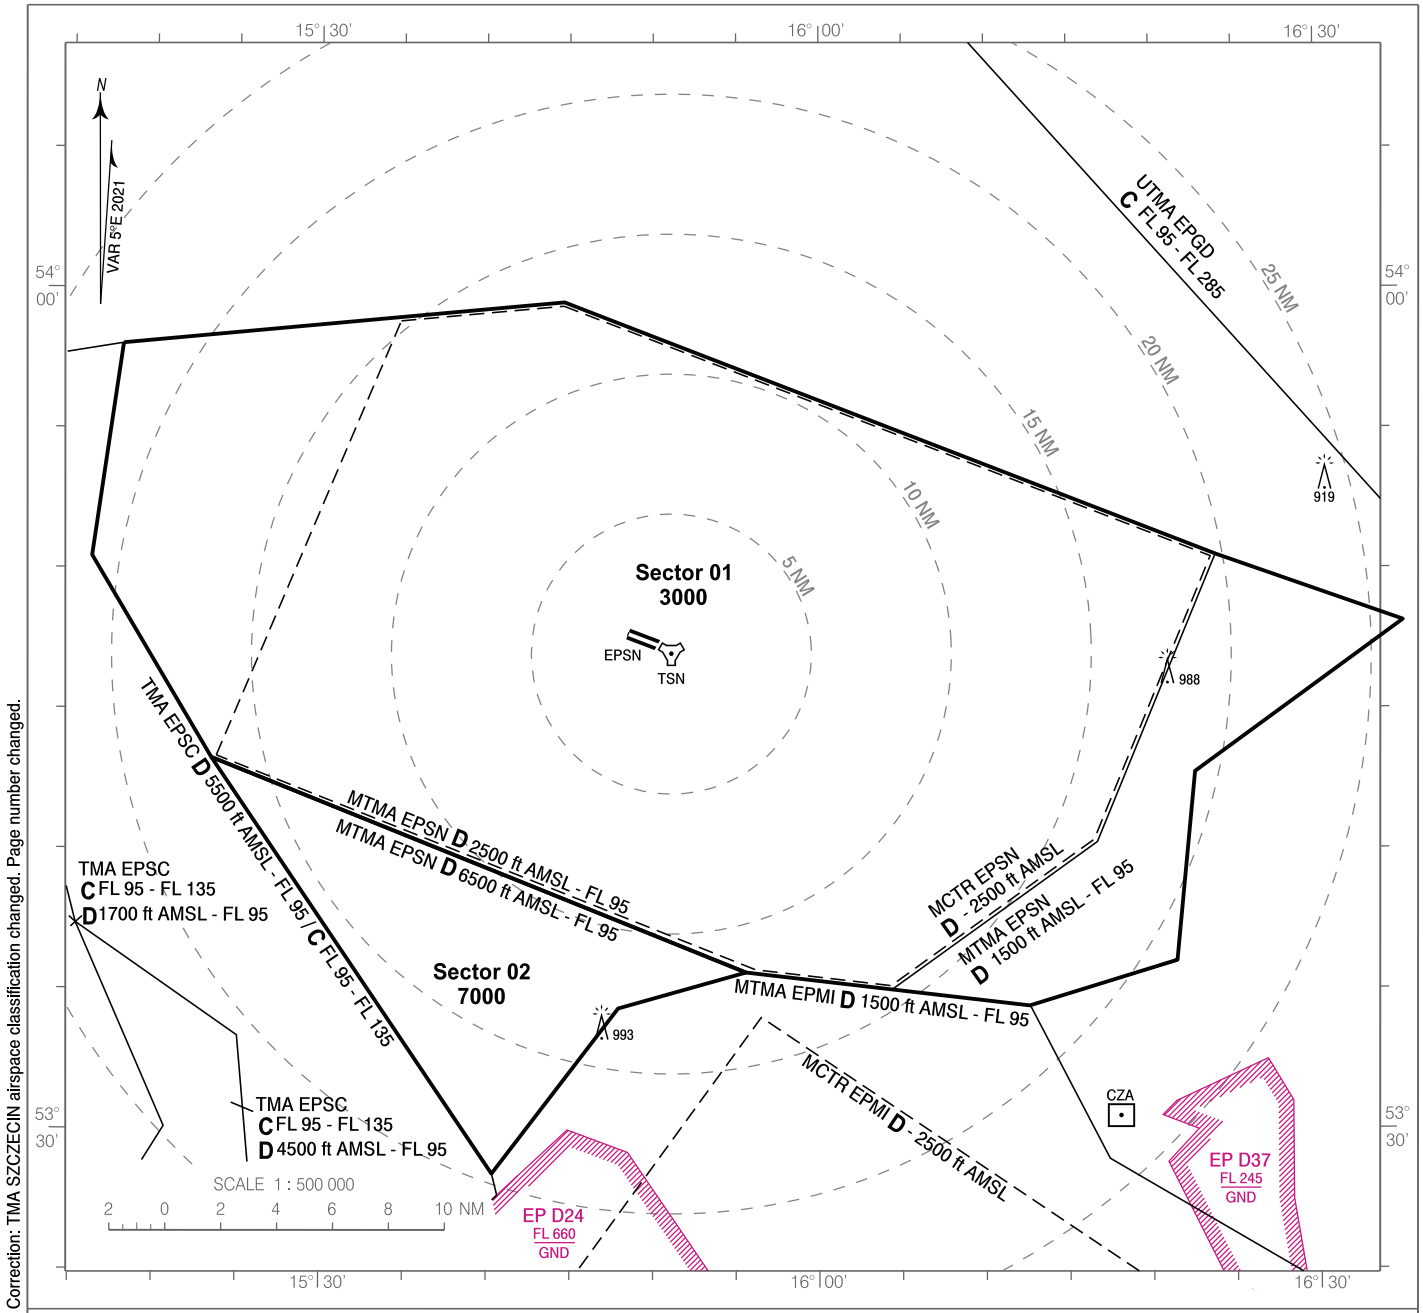 15° 30'
16° 00'
16° 30'
N
VAR 5°E 2021
54°
00'
54°
00'
UTMA EPGD
C FL 95 - FL 285
25 NM
20 NM
15 NM
10 NM
5 NM
919
Sector 01
3000
EPSN
TSN
988
TMA EPSC D 5500 ft AMSL - FL 95 / C FL 95 - FL 135
MTMA EPSN D 2500 ft AMSL - FL 95
MTMA EPSN D 6500 ft AMSL - FL 95
MCTR EPSN
D - 2500 ft AMSL
MTMA EPSN
D 1500 ft AMSL - FL 95
TMA EPSC
C FL 95 - FL 135
D 1700 ft AMSL - FL 95
Sector 02
7000
MTMA EPMI D 1500 ft AMSL - FL 95
993
MCTR EPMI D - 2500 ft AMSL
CZA
53°
30'
53°
30'
TMA EPSC
C FL 95 - FL 135
D 4500 ft AMSL - FL 95
SCALE 1 : 500 000
2 0 2 4 6 8 10 NM
EP D24
FL 660
GND
EP D37
FL 245
GND
15° 30'
16° 00'
16° 30'
Correction: TMA SZCZECIN airspace classification changed. Page number changed.